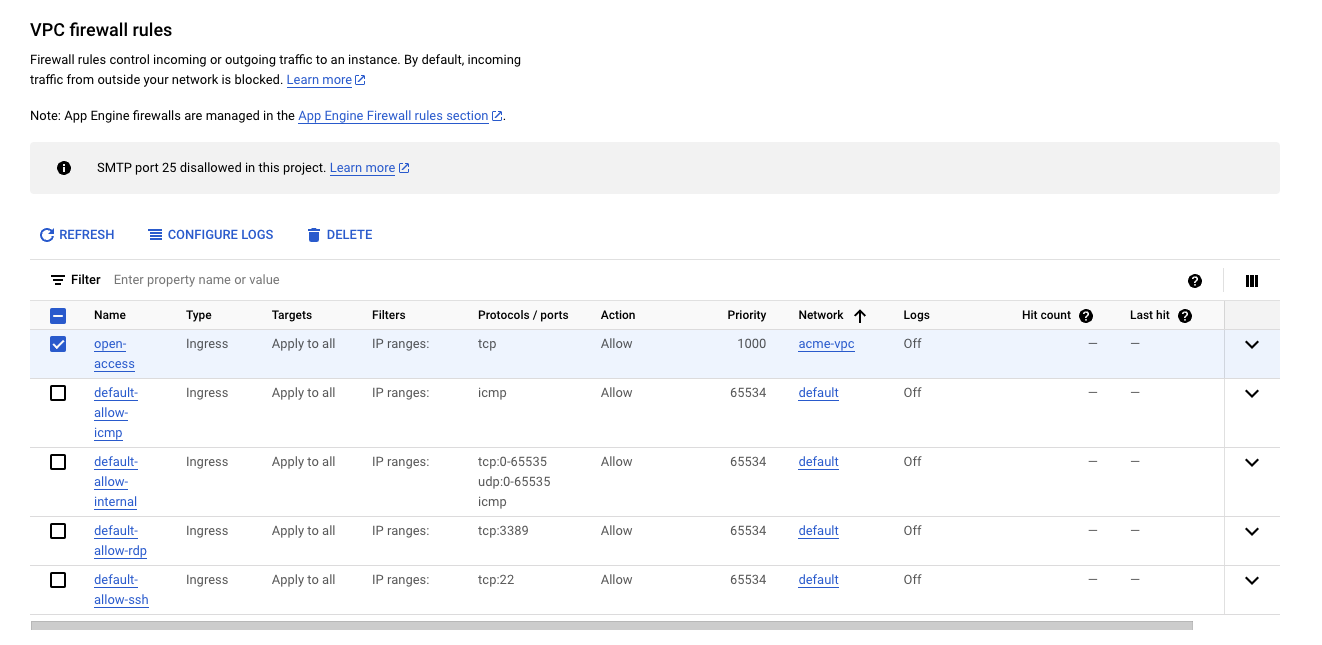 VPC firewall rules
Firewall rules control incoming or outgoing traffic to an instance. By default, incoming
traffic from outside your network is blocked. Learn more
Note: App Engine firewalls are managed in the App Engine Firewall rules section.
SMTP port 25 disallowed in this project. Learn more
REFRESH CONFIGURE LOGS DELETE
Filter Enter property name or value
Name Type Targets Filters Protocols / ports Action Priority Network Logs Hit count Last hit
open- Ingress Apply to all IP ranges: tcp Allow 1000 acme-vpc Off — —
access
default- Ingress Apply to all IP ranges: icmp Allow 65534 default Off — —
allow-
icmp
default- Ingress Apply to all IP ranges: tcp:0-65535 Allow 65534 default Off — —
allow- udp:0-65535
internal icmp
default- Ingress Apply to all IP ranges: tcp:3389 Allow 65534 default Off — —
allow-rdp
default- Ingress Apply to all IP ranges: tcp:22 Allow 65534 default Off — —
allow-ssh